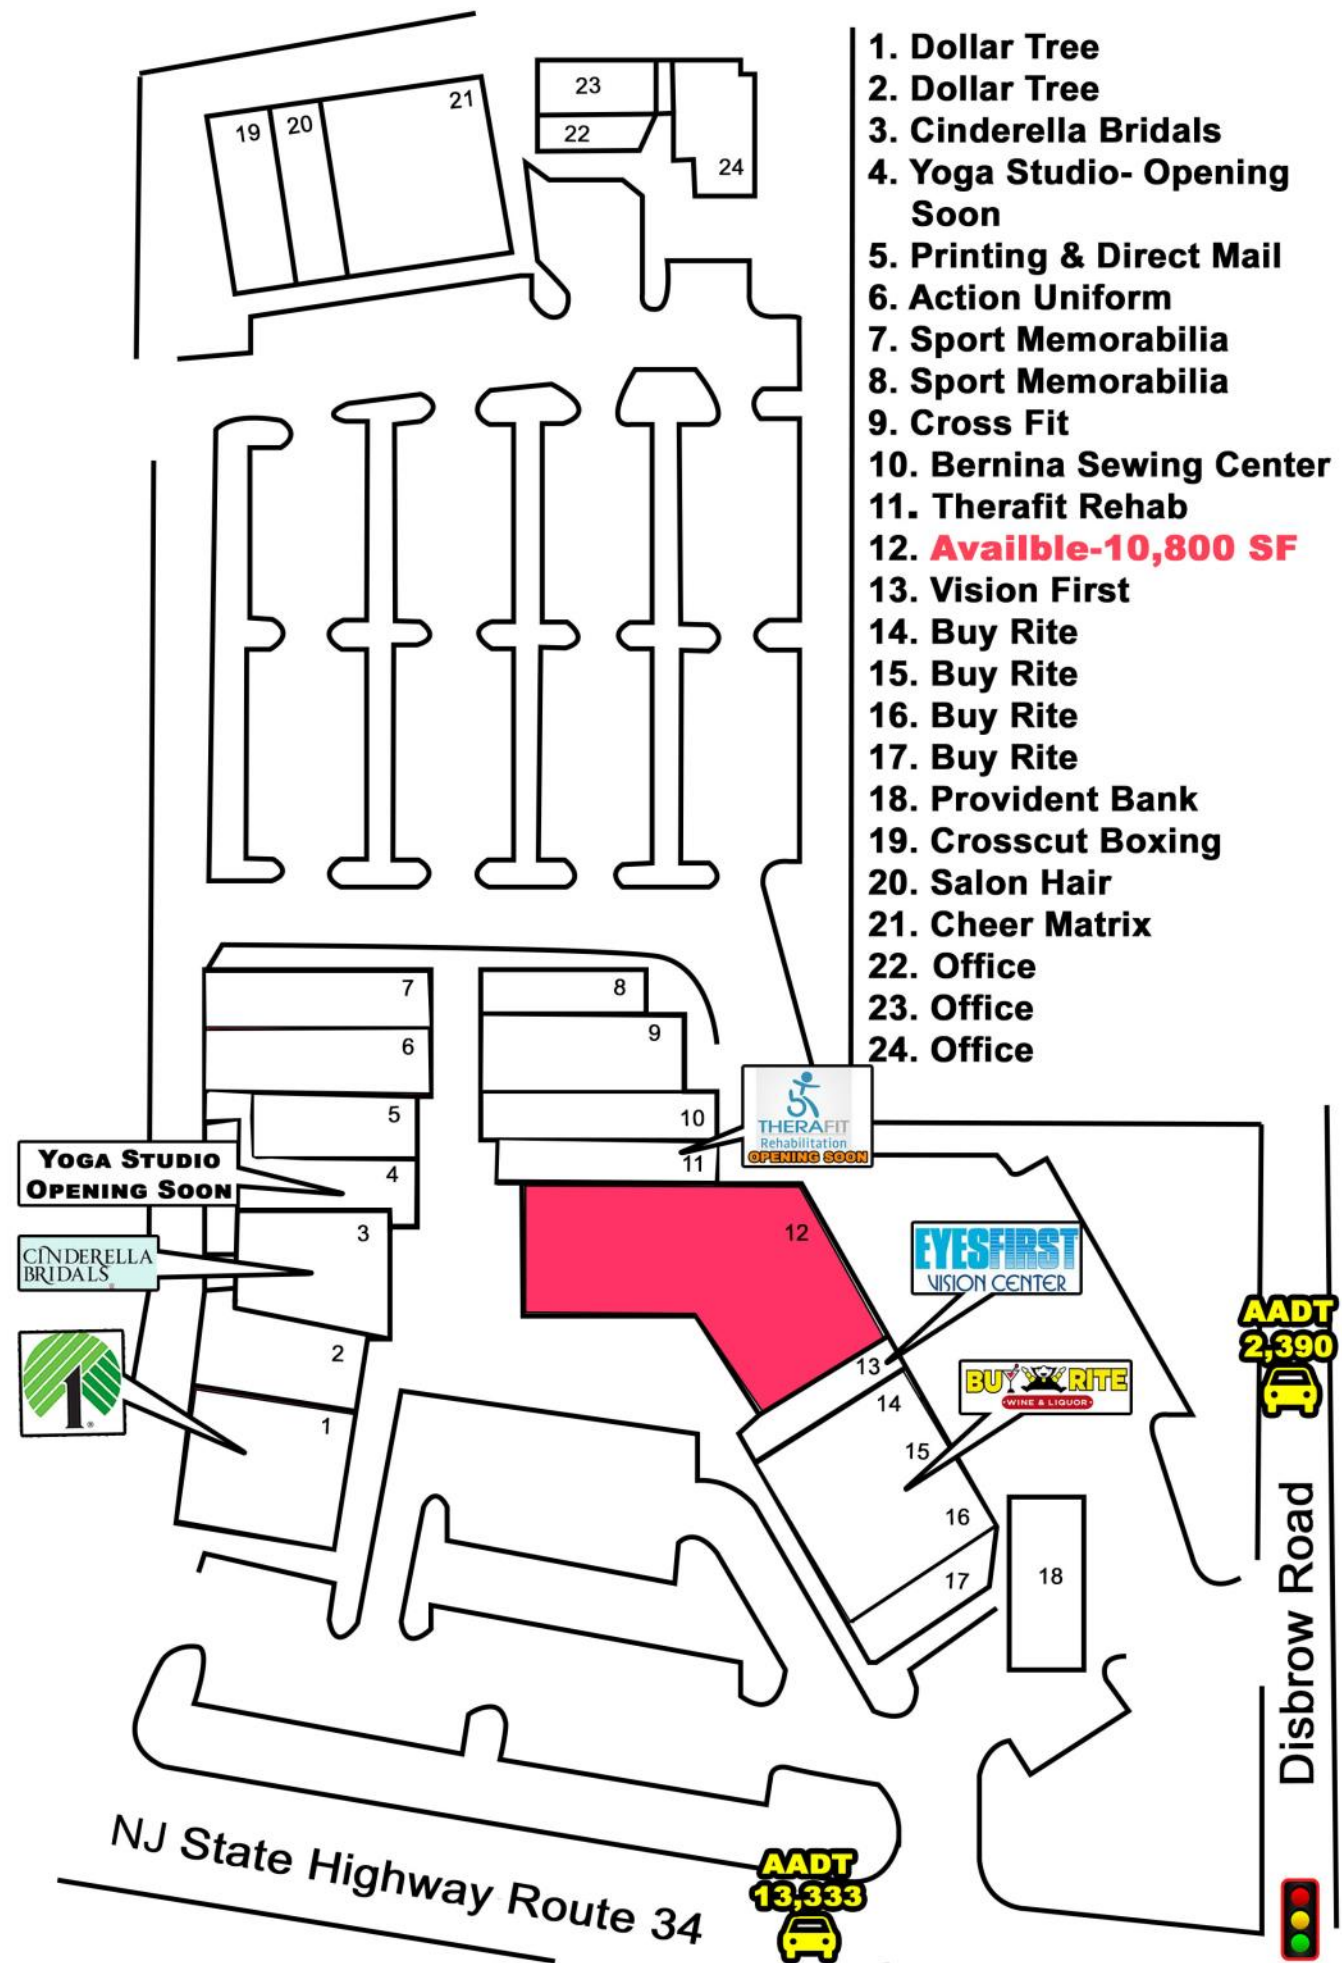 1. Dollar Tree
2. Dollar Tree
3. Cinderella Bridals
4. Yoga Studio- Opening
Soon
5. Printing & Direct Mail
6. Action Uniform
7. Sport Memorabilia
8. Sport Memorabilia
9. Cross Fit
10. Bernina Sewing Center
11. Therafit Rehab
12. Availble-10,800 SF
13. Vision First
14. Buy Rite
15. Buy Rite
16. Buy Rite
17. Buy Rite
18. Provident Bank
19. Crosscut Boxing
20. Salon Hair
21. Cheer Matrix
22. Office
23. Office
24. Office
19
20
21
23
22
24
7
6
5
4
3
2
1
8
9
10
11
12
13
14
15
16
17
18
YOGA STUDIO
OPENING SOON
CINDERELLA
BRIDALS
1
THERAFIT
Rehabilitation
OPENING SOON
EYESFIRST
VISION CENTER
BUY RITE
WINE & LIQUOR
AADT
2,390
Disbrow Road
NJ State Highway Route 34
AADT
13,333